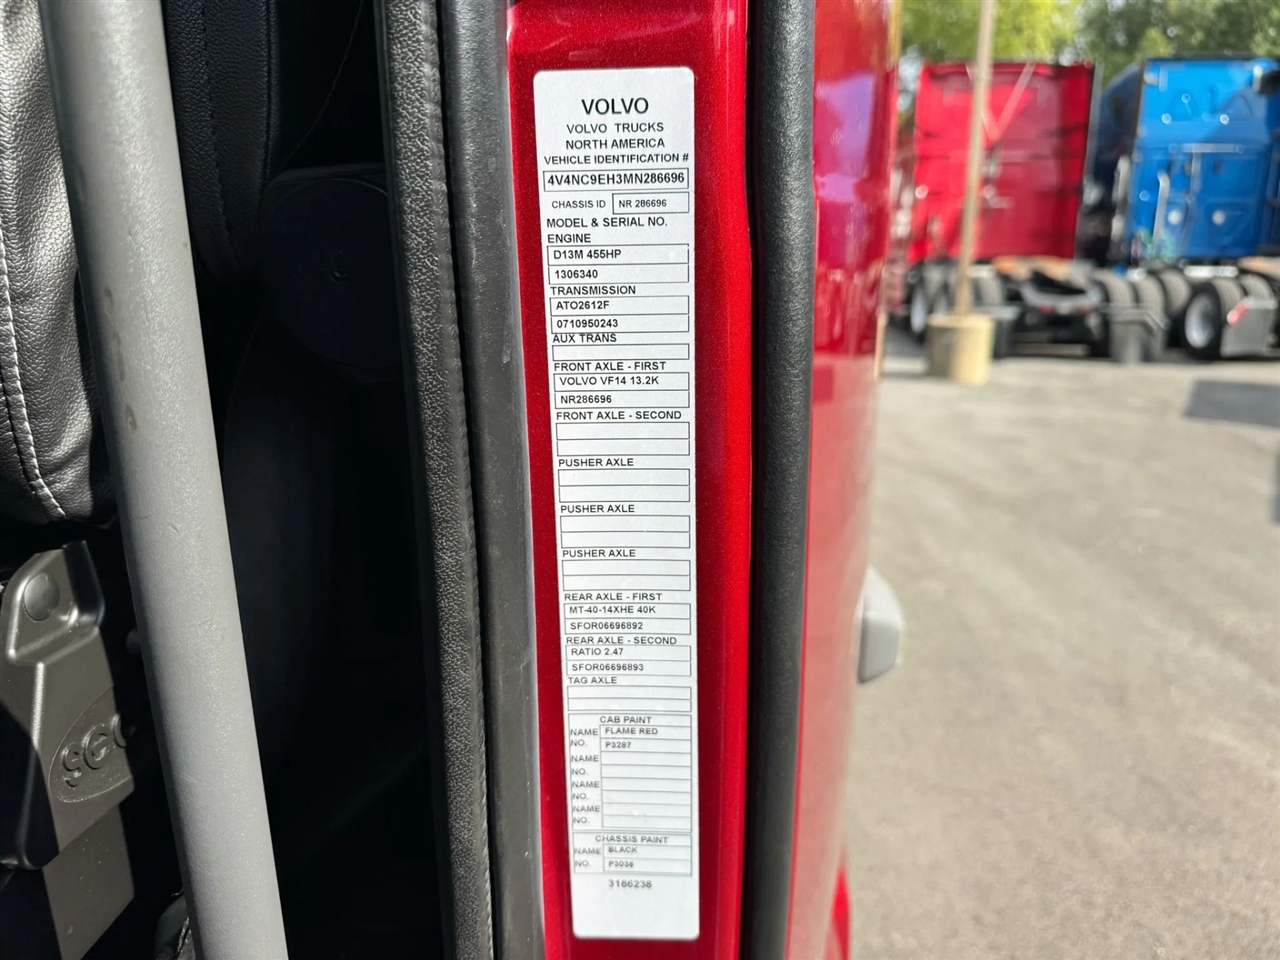 VOLVO
VOLVO TRUCKS
NORTH AMERICA
VEHICLE IDENTIFICATION #
4V4NC9EH3MN286696
CHASSIS ID NR 286696
MODEL & SERIAL NO.
ENGINE
D13M 455HP
1306340
TRANSMISSION
ATO2612F
0710950243
AUX TRANS
FRONT AXLE - FIRST
VOLVO VF14 13.2K
NR286696
FRONT AXLE - SECOND
PUSHER AXLE
PUSHER AXLE
PUSHER AXLE
REAR AXLE - FIRST
MT-40-14XHE 40K
SFOR06696892
REAR AXLE - SECOND
RATIO 2.47
SFOR06696893
TAG AXLE
CAB PAINT
NAME FLAME RED
NO. P3287
NAME
NO.
NAME
NO.
NAME
NO.
CHASSIS PAINT
NAME BLACK
NO. P3036
3186238